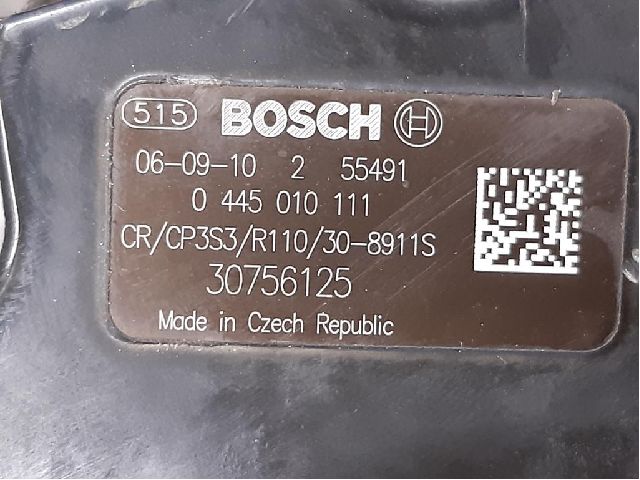 515 BOSCH
06-09-10 2 55491
0 445 010 111
CR/CP3S3/R110/30-8911S
30756125
Made in Czech Republic